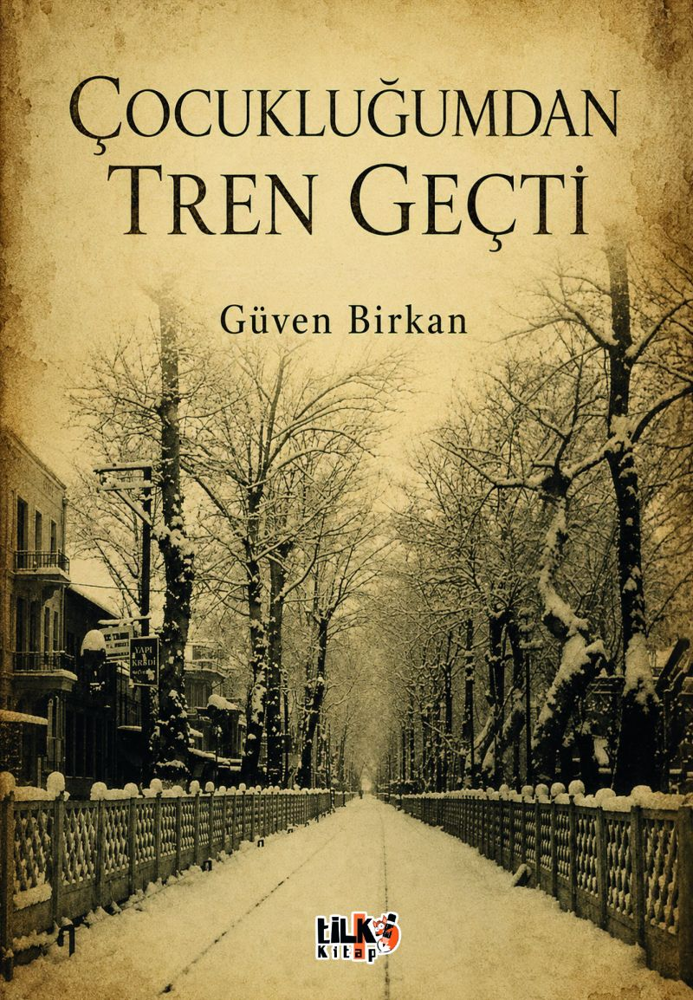 ÇOCUKLUĞUMDAN
TREN GEÇTİ
Güven Birkan
YAPI
KREDİ
tiLKi
Kitap